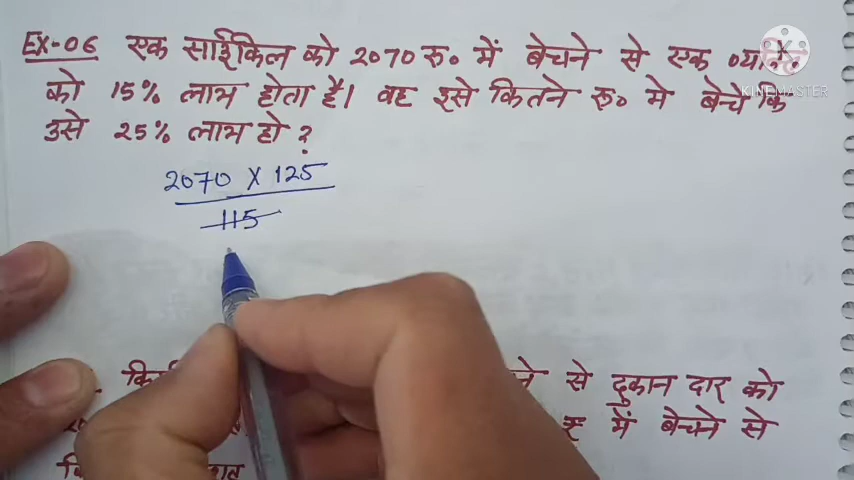 EX-06 एक साईकिल को 2070 रु० में बेचने से एक
को 15% लाभ होता है। वह इसे कितने रु० मे बेच्चे कि
KINEMASTER
उसे 25% लाभ हो ?
2070 X 125
115
से दुकान दार को
में बेचने से